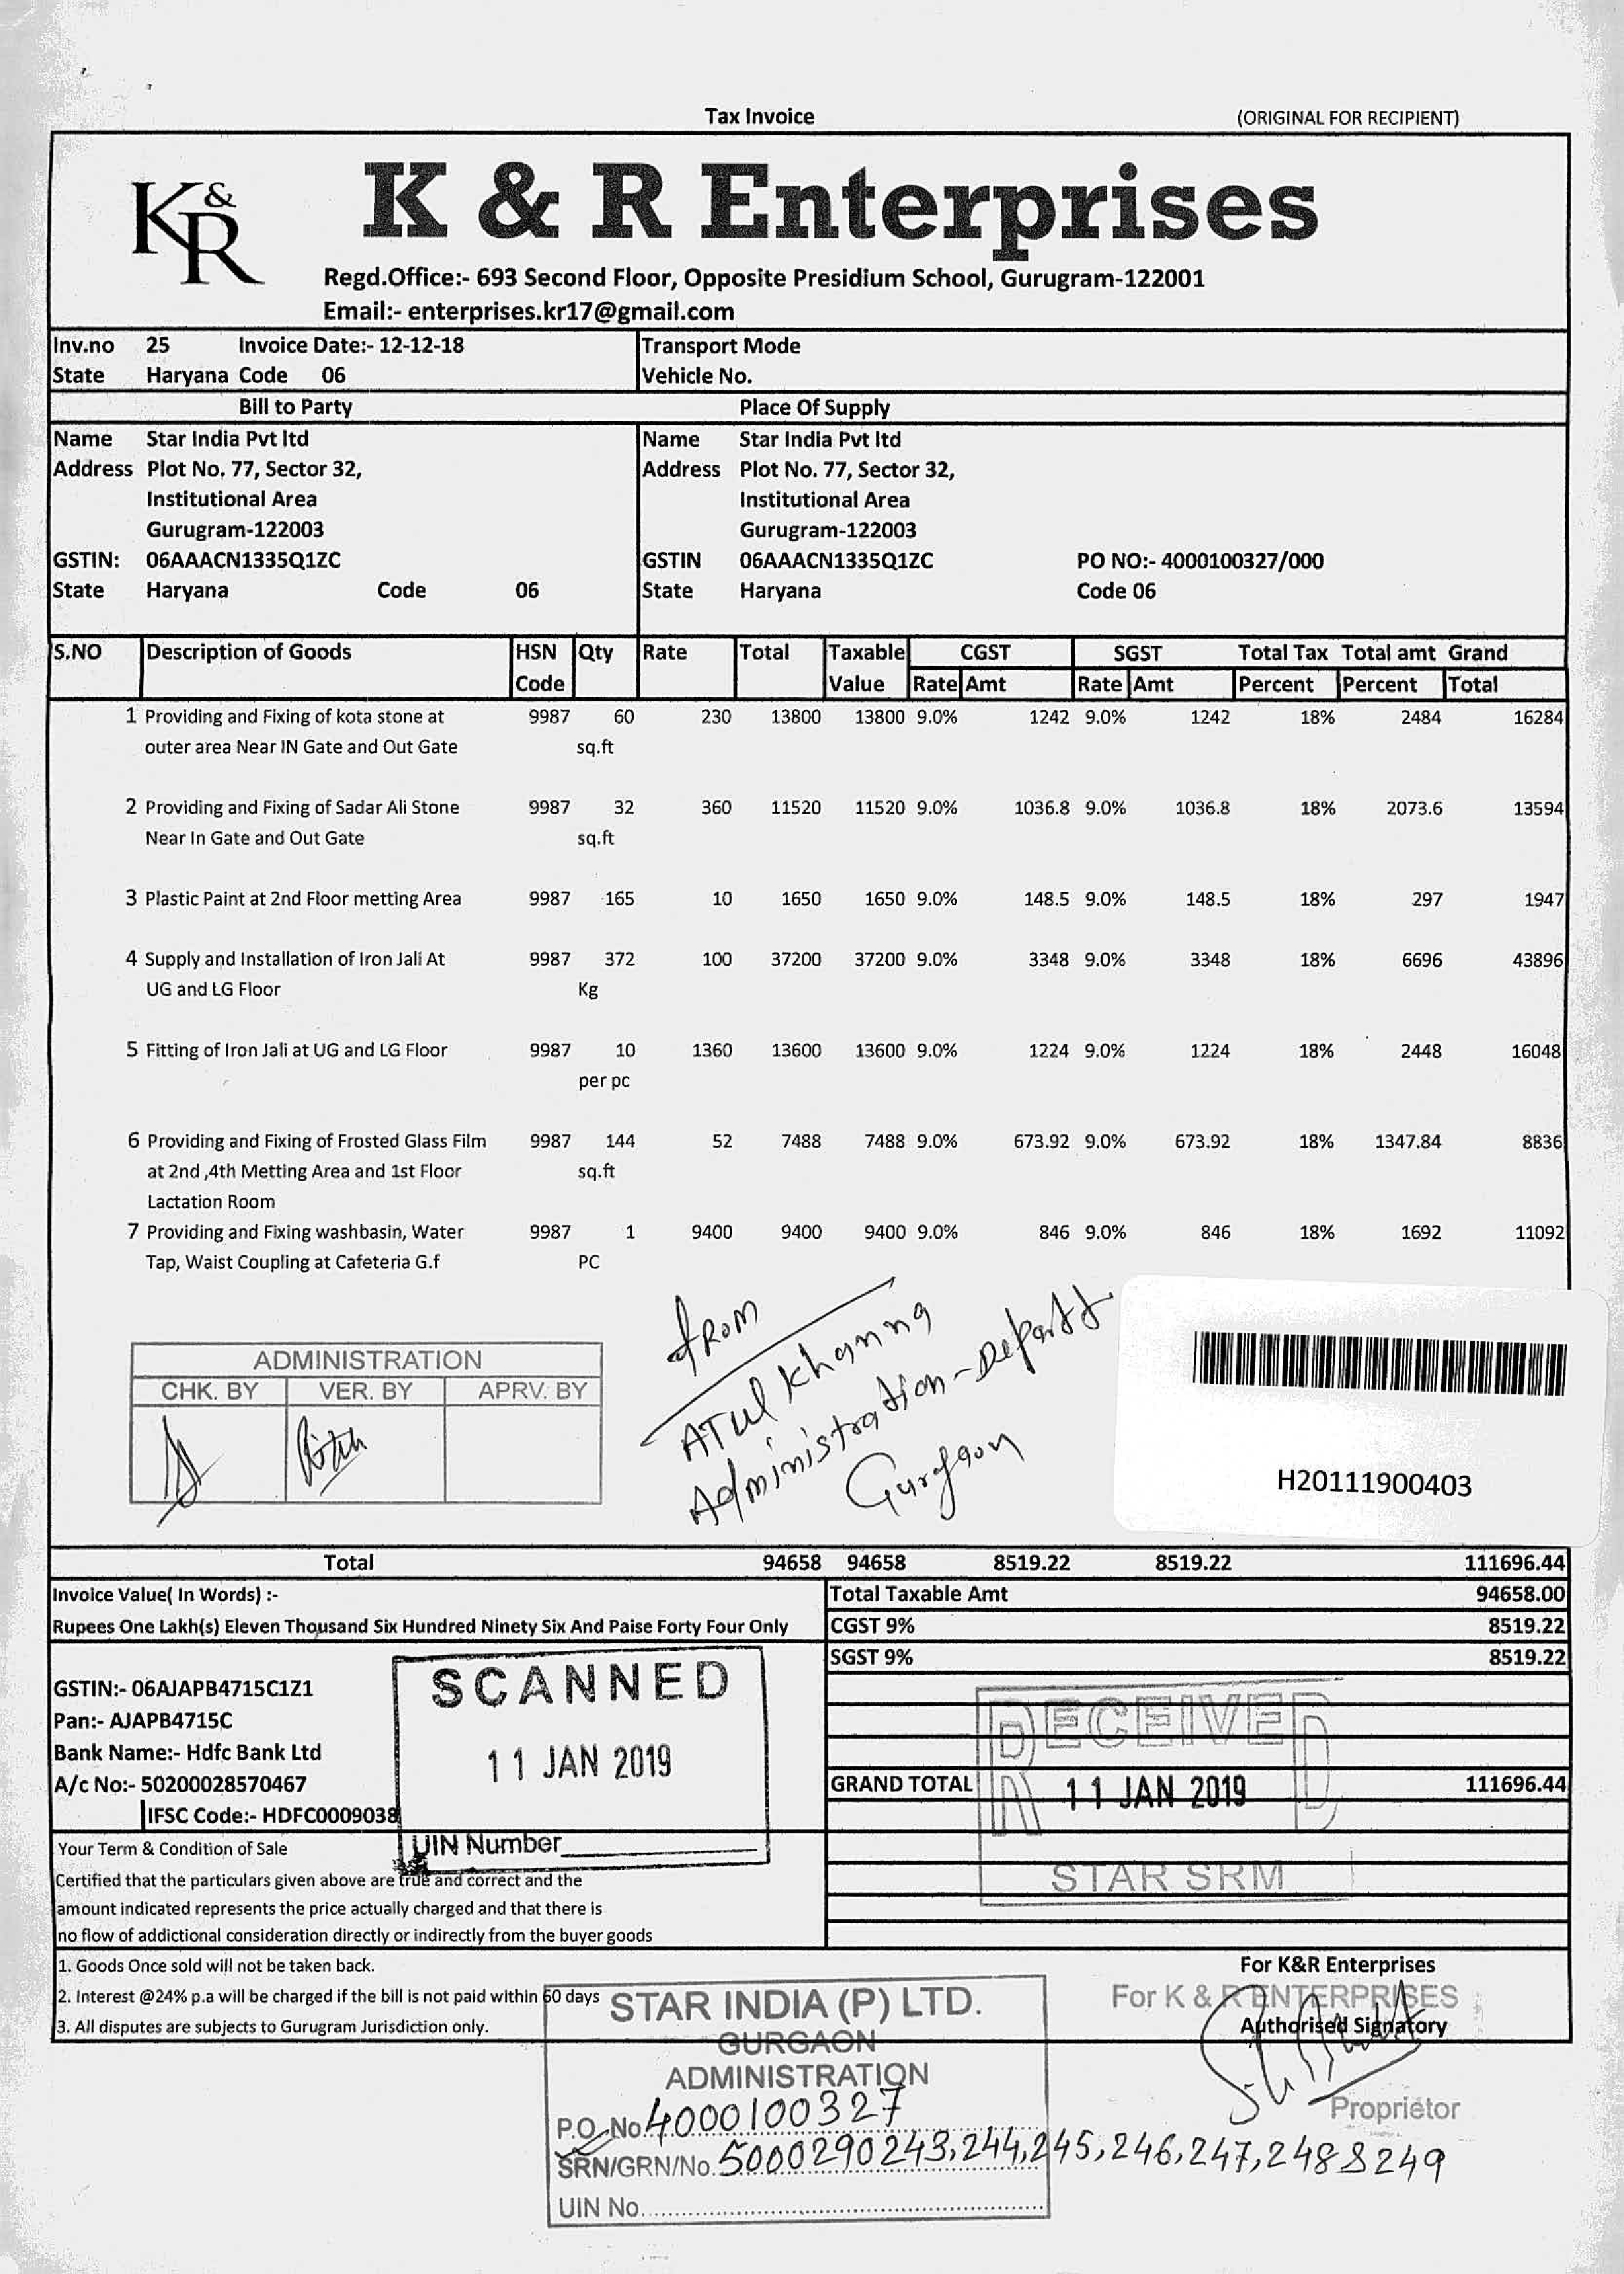 Tax Invoice (ORIGINAL FOR RECIPIENT)
K&R K & R Enterprises
Regd.Office:- 693 Second Floor, Opposite Presidium School, Gurugram-122001
Email:- enterprises.kr17@gmail.com
Inv.no 25 Invoice Date:- 12-12-18 Transport Mode
State Haryana Code 06 Vehicle No.
Bill to Party Place Of Supply
Name Star India Pvt ltd Name Star India Pvt ltd
Address Plot No. 77, Sector 32, Address Plot No. 77, Sector 32,
Institutional Area Institutional Area
Gurugram-122003 Gurugram-122003
GSTIN: 06AAACN1335Q1ZC GSTIN 06AAACN1335Q1ZC PO NO:- 4000100327/000
State Haryana Code 06 State Haryana Code 06
S.NO Description of Goods HSN Qty Rate Total Taxable CGST SGST Total Tax Total amt Grand
Code Value Rate Amt Rate Amt Percent Percent Total
1 Providing and Fixing of kota stone at 9987 60 230 13800 13800 9.0% 1242 9.0% 1242 18% 2484 16284
outer area Near IN Gate and Out Gate sq.ft
2 Providing and Fixing of Sadar Ali Stone 9987 32 360 11520 11520 9.0% 1036.8 9.0% 1036.8 18% 2073.6 13594
Near In Gate and Out Gate sq.ft
3 Plastic Paint at 2nd Floor metting Area 9987 165 10 1650 1650 9.0% 148.5 9.0% 148.5 18% 297 1947
4 Supply and Installation of Iron Jali At 9987 372 100 37200 37200 9.0% 3348 9.0% 3348 18% 6696 43896
UG and LG Floor Kg
5 Fitting of Iron Jali at UG and LG Floor 9987 10 1360 13600 13600 9.0% 1224 9.0% 1224 18% 2448 16048
per pc
6 Providing and Fixing of Frosted Glass Film 9987 144 52 7488 7488 9.0% 673.92 9.0% 673.92 18% 1347.84 8836
at 2nd ,4th Metting Area and 1st Floor sq.ft
Lactation Room
7 Providing and Fixing washbasin, Water 9987 1 9400 9400 9400 9.0% 846 9.0% 846 18% 1692 11092
Tap, Waist Coupling at Cafeteria G.f PC
ADMINISTRATION
CHK. BY VER. BY APRV. BY
from
ATUL Khanna
Administration-Departt
Gurgaon
H20111900403
Total 94658 94658 8519.22 8519.22 111696.44
Invoice Value( In Words) :- Total Taxable Amt 94658.00
Rupees One Lakh(s) Eleven Thousand Six Hundred Ninety Six And Paise Forty Four Only CGST 9% 8519.22
SGST 9% 8519.22
GSTIN:- 06AJAPB4715C1Z1
Pan:- AJAPB4715C
Bank Name:- Hdfc Bank Ltd
A/c No:- 50200028570467 GRAND TOTAL 111696.44
IFSC Code:- HDFC0009038
SCANNED
11 JAN 2019
UIN Number
RECEIVED
11 JAN 2019
STAR SRM
Your Term & Condition of Sale
Certified that the particulars given above are true and correct and the
amount indicated represents the price actually charged and that there is
no flow of addictional consideration directly or indirectly from the buyer goods
1. Goods Once sold will not be taken back.
2. Interest @24% p.a will be charged if the bill is not paid within 60 days
3. All disputes are subjects to Gurugram Jurisdiction only.
For K&R Enterprises
For K & R ENTERPRISES
Authorised Signatory
Proprietor
STAR INDIA (P) LTD.
GURGAON
ADMINISTRATION
P.O. No 4000100327
SRN/GRN/No. 5000290243,244,245,246,247,248 & 249
UIN No.